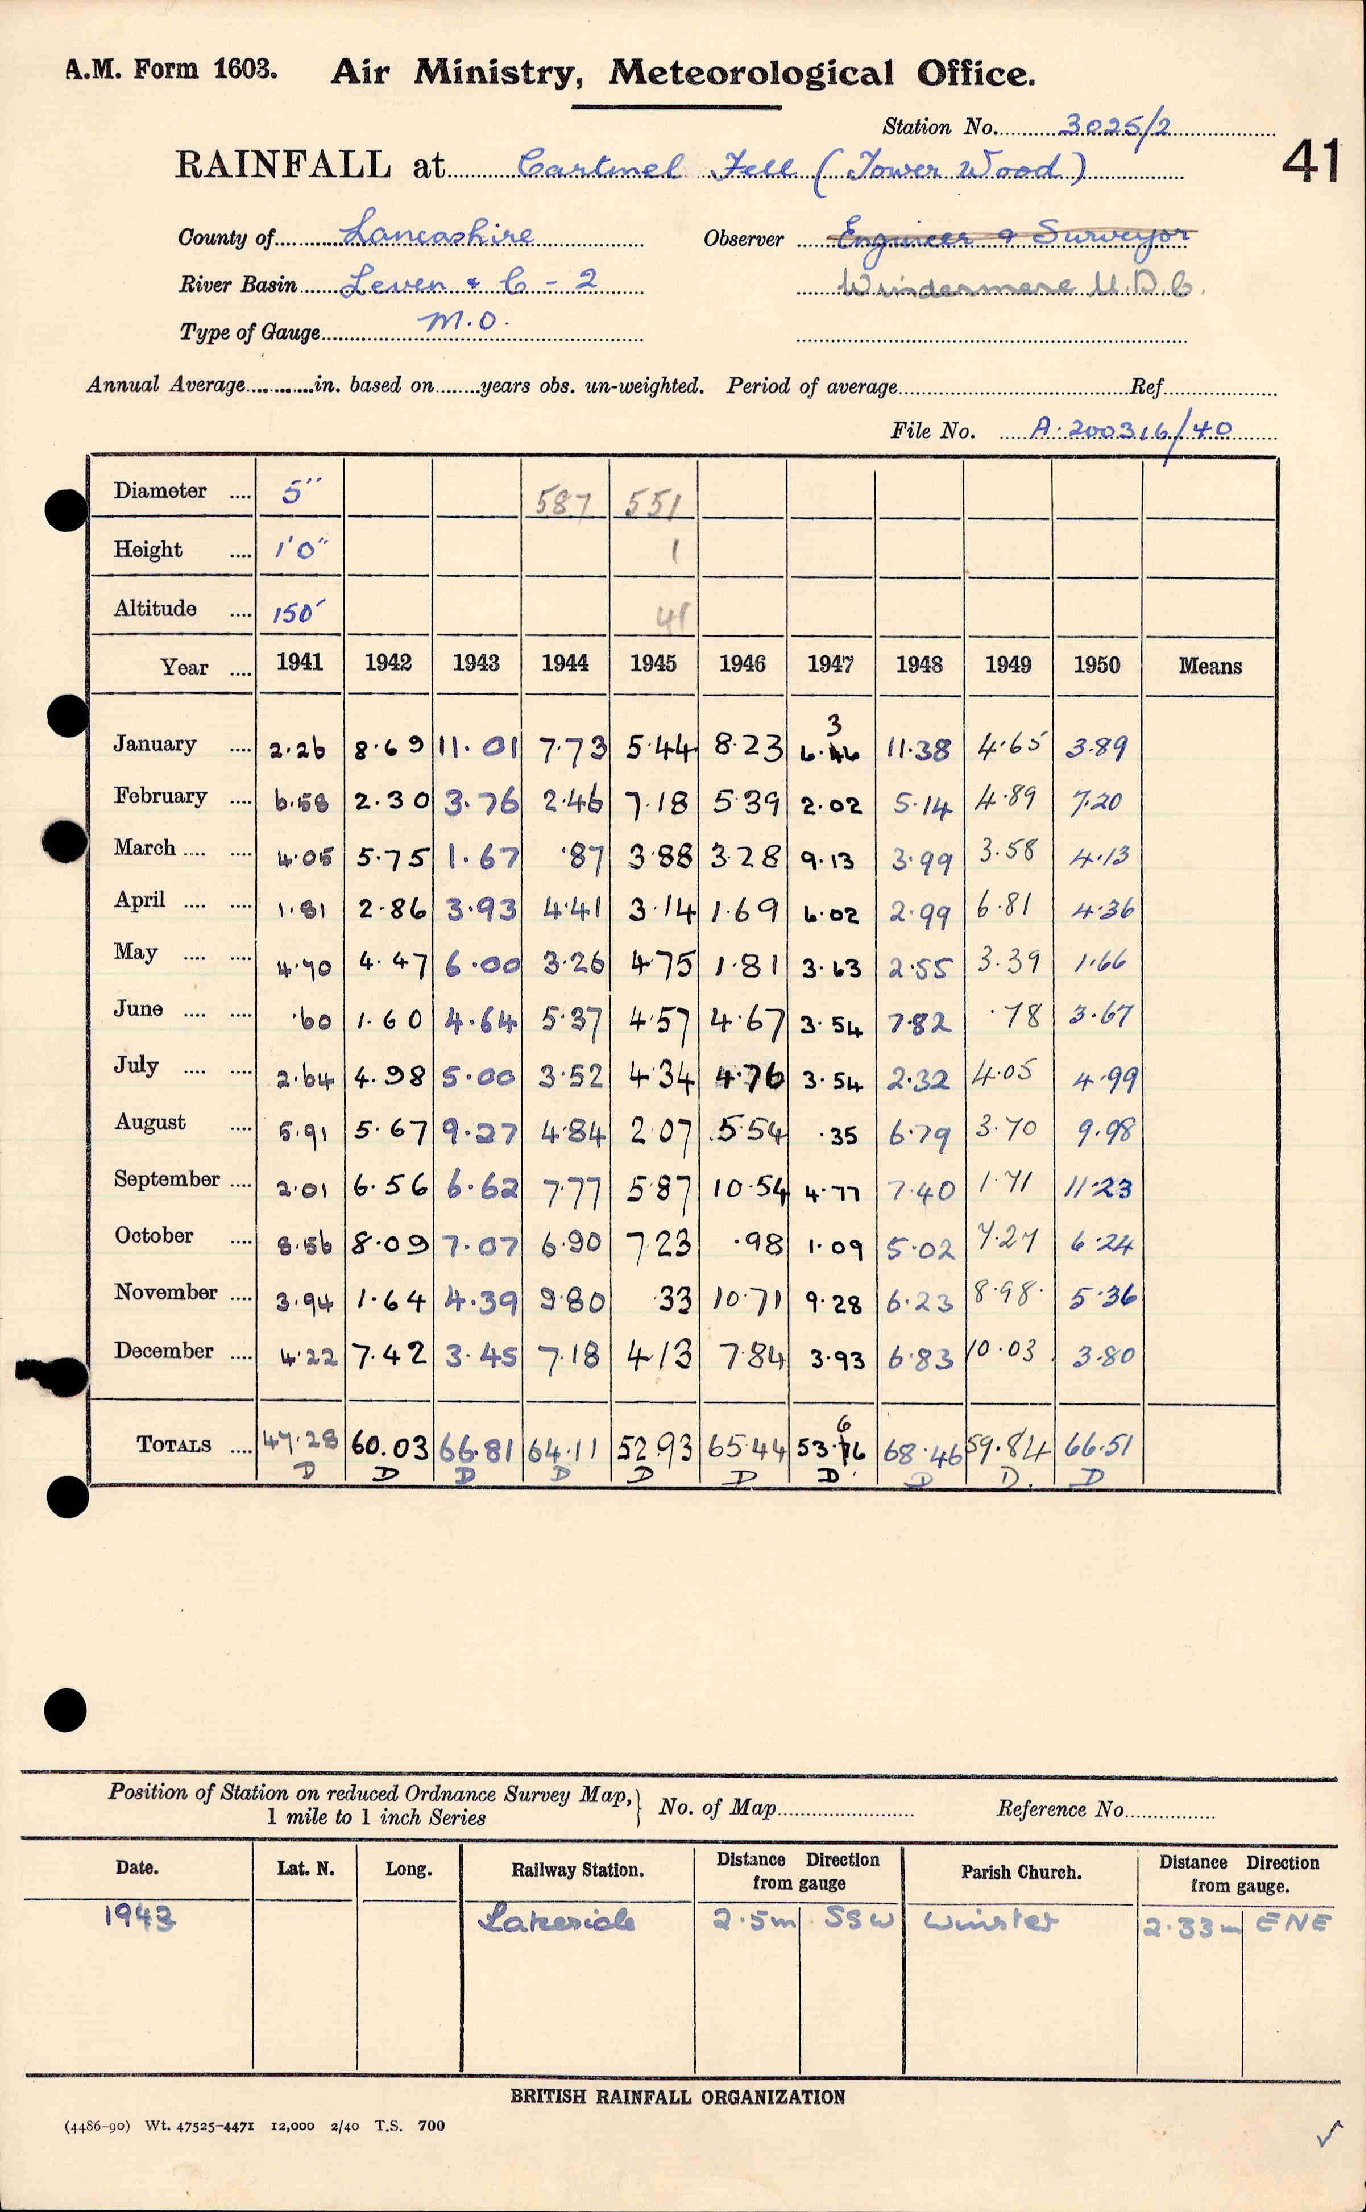 A.M. Form 1603. Air Ministry, Meteorological Office.
Station No. 3025/2
RAINFALL at Cartmel Fell (Tower Wood) 41
County of Lancashire Observer Engineer & Surveyor
River Basin Leven & C - 2 Windermere U.D.C.
Type of Gauge M.O.
Annual Average in. based on years obs. un-weighted. Period of average Ref
File No. A.200316/40
Diameter 5" 587 551
Height 1'0" 1
Altitude 150' 41
Year 1941 1942 1943 1944 1945 1946 1947 1948 1949 1950 Means
3
January 2.26 8.69 11.01 7.73 5.44 8.23 6.46 11.38 4.65 3.89
February 6.58 2.30 3.76 2.46 7.18 5.39 2.02 5.14 4.89 7.20
March 4.05 5.75 1.67 .87 3.88 3.28 9.13 3.99 3.58 4.13
April 1.81 2.86 3.93 4.41 3.14 1.69 6.02 2.99 6.81 4.36
May 4.70 4.47 6.00 3.26 4.75 1.81 3.63 2.55 3.39 1.66
June .60 1.60 4.64 5.37 4.57 4.67 3.54 7.82 .78 3.67
July 2.64 4.98 5.00 3.52 4.34 4.76 3.54 2.32 4.05 4.99
August 5.91 5.67 9.27 4.84 2.07 5.54 .35 6.79 3.70 9.98
September 2.01 6.56 6.62 7.77 5.87 10.54 4.77 7.40 1.71 11.23
October 8.56 8.09 7.07 6.90 7.23 .98 1.09 5.02 7.27 6.24
November 3.94 1.64 4.39 9.80 .33 10.71 9.28 6.23 8.98 5.36
December 4.22 7.42 3.45 7.18 4.13 7.84 3.93 6.83 10.03 3.80
6
TOTALS 47.28 60.03 66.81 64.11 52.93 65.44 53.76 68.46 59.84 66.51
D D D D D D D. D D. D
Position of Station on reduced Ordnance Survey Map, 1 mile to 1 inch Series } No. of Map Reference No.
Date. Lat. N. Long. Railway Station. Distance Direction from gauge Parish Church. Distance Direction from gauge.
1943 Lakeside 2.5m SSW Winster 2.33m ENE
BRITISH RAINFALL ORGANIZATION
(4486-90) Wt. 47525-4471 12,000 2/40 T.S. 700